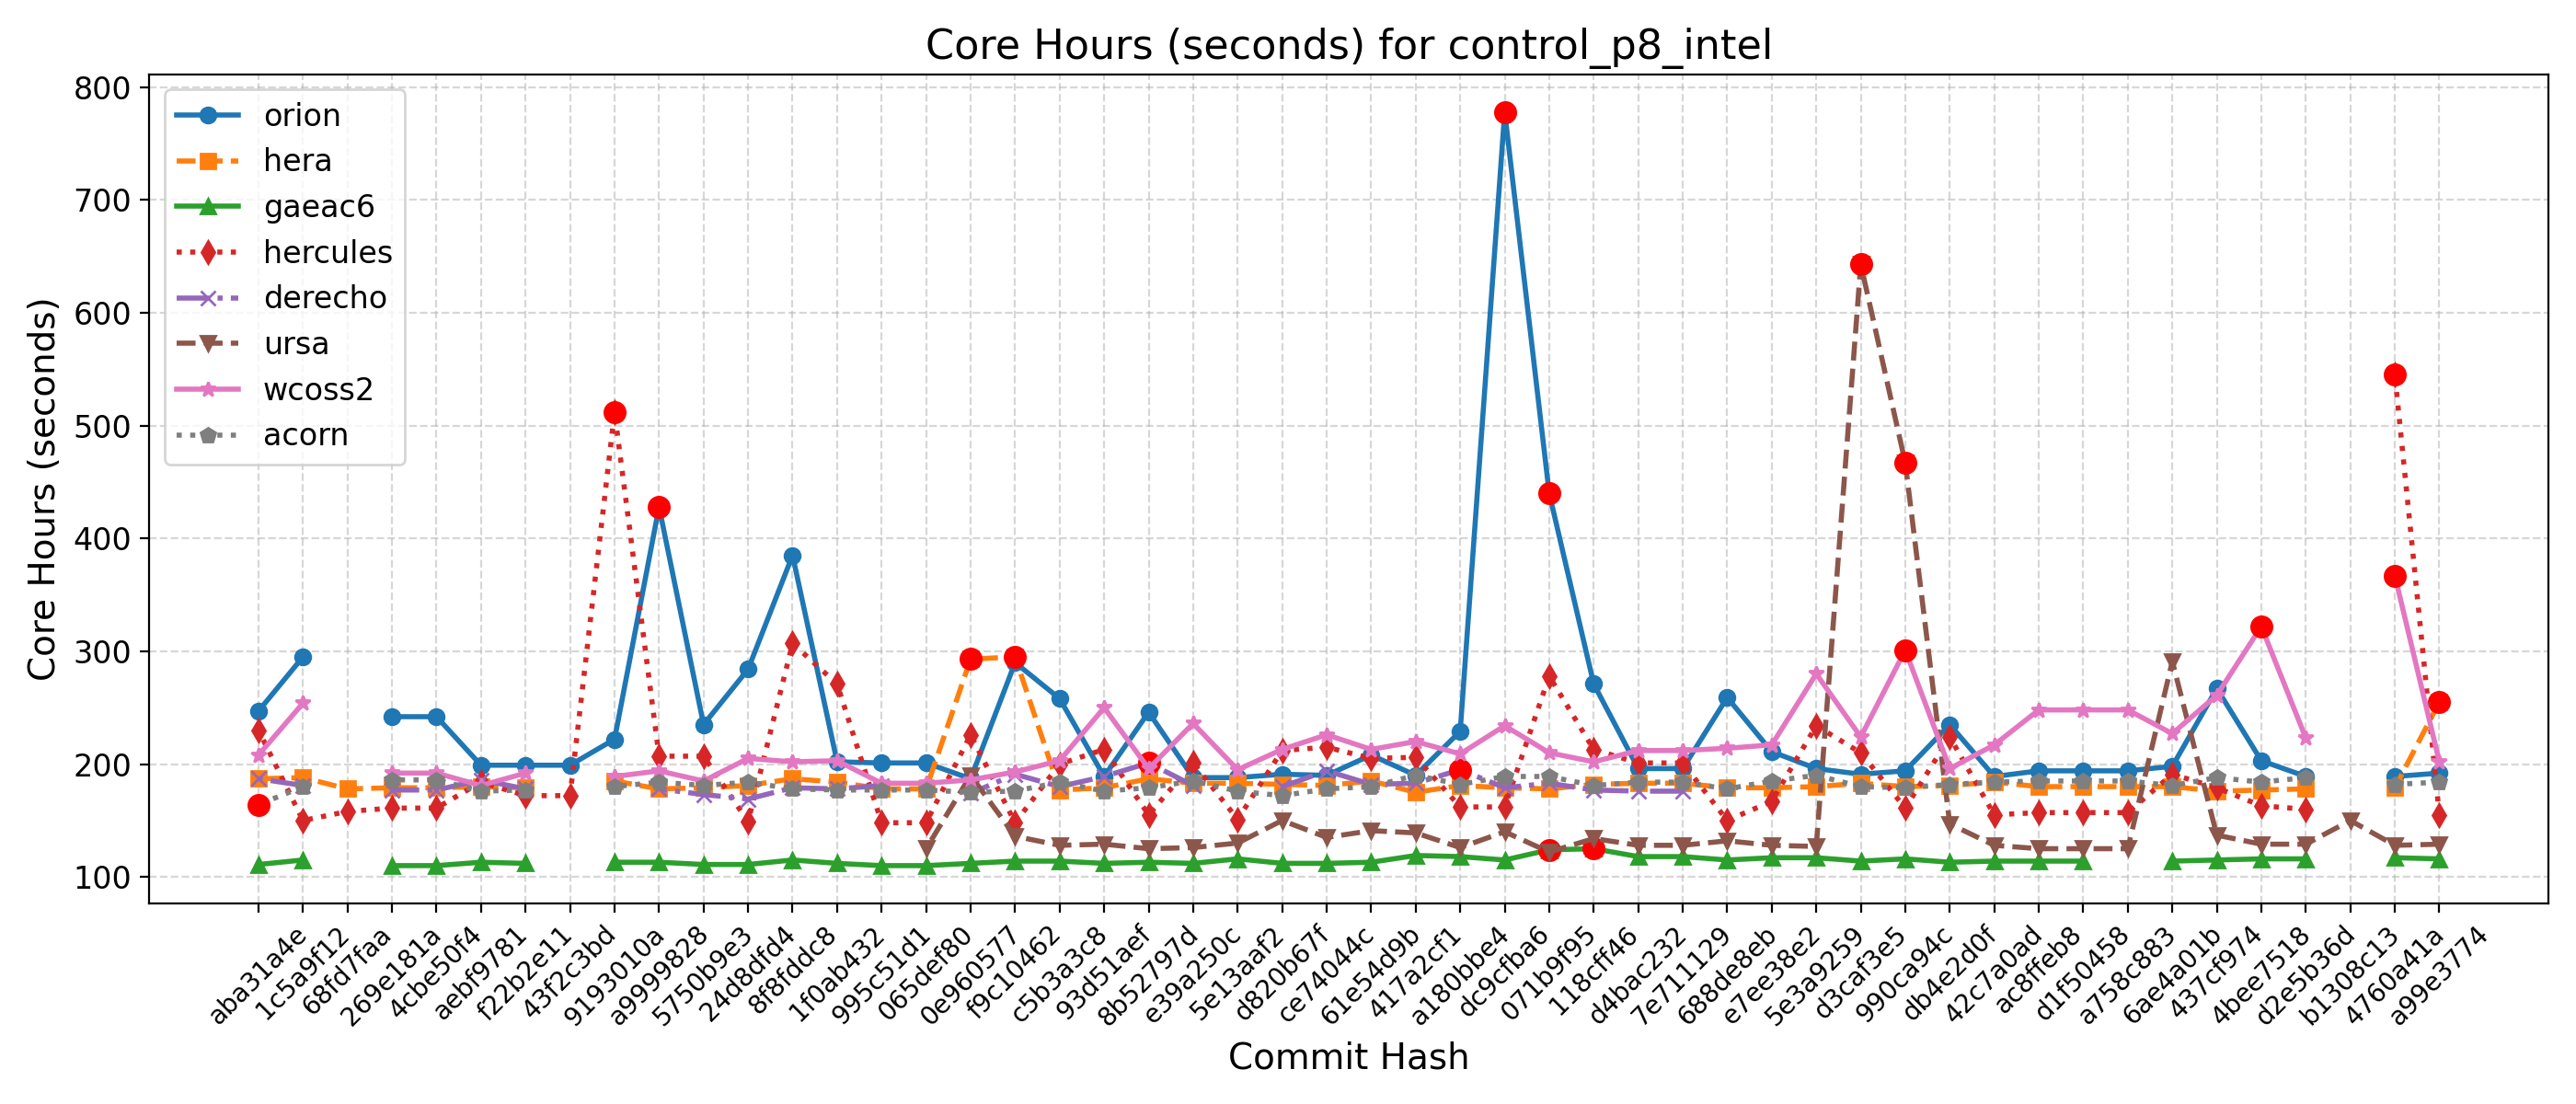 Core Hours (seconds) for control_p8_intel
Core Hours (seconds)
800
700
600
500
400
300
200
100
orion
hera
gaeac6
hercules
derecho
ursa
wcoss2
acorn
aba31a4e
1c5a9f12
68fd7faa
269e181a
4cbe50f4
aebf9781
f22b2e11
43f2c3bd
9193010a
a9999828
5750b9e3
24d8dfd4
8f8fddc8
1f0ab432
995c51d1
065def80
0e960577
f9c10462
c5b3a3c8
93d51aef
8b52797d
e39a250c
5e13aaf2
d820b67f
ce74044c
61e54d9b
417a2cf1
a180bbe4
dc9cfba6
071b9f95
118cff46
d4bac232
7e711129
688de8eb
e7ee38e2
5e3a9259
d3caf3e5
990ca94c
db4e2d0f
42c7a0ad
ac8ffeb8
d1f50458
a758c883
6ae4a01b
437cf974
4bee7518
d2e5b36d
b1308c13
4760a41a
a99e3774
Commit Hash